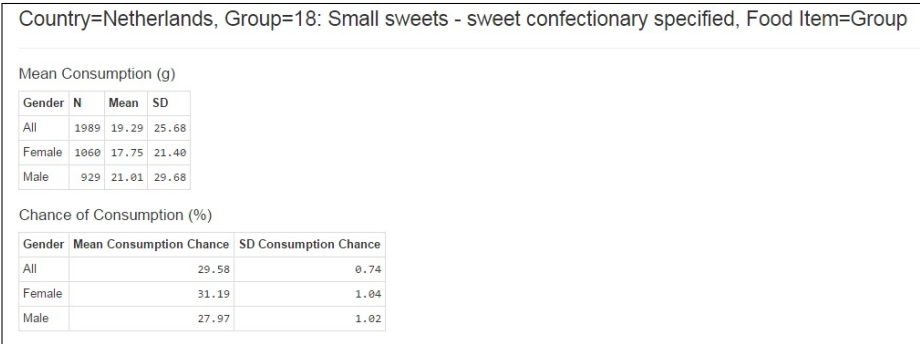 Country=Netherlands, Group=18: Small sweets - sweet confectionary specified, Food Item=Group
Mean Consumption (g)
Gender N Mean SD
All 1989 19.29 25.68
Female 1060 17.75 21.40
Male 929 21.01 29.68
Chance of Consumption (%)
Gender Mean Consumption Chance SD Consumption Chance
All 29.58 0.74
Female 31.19 1.04
Male 27.97 1.02